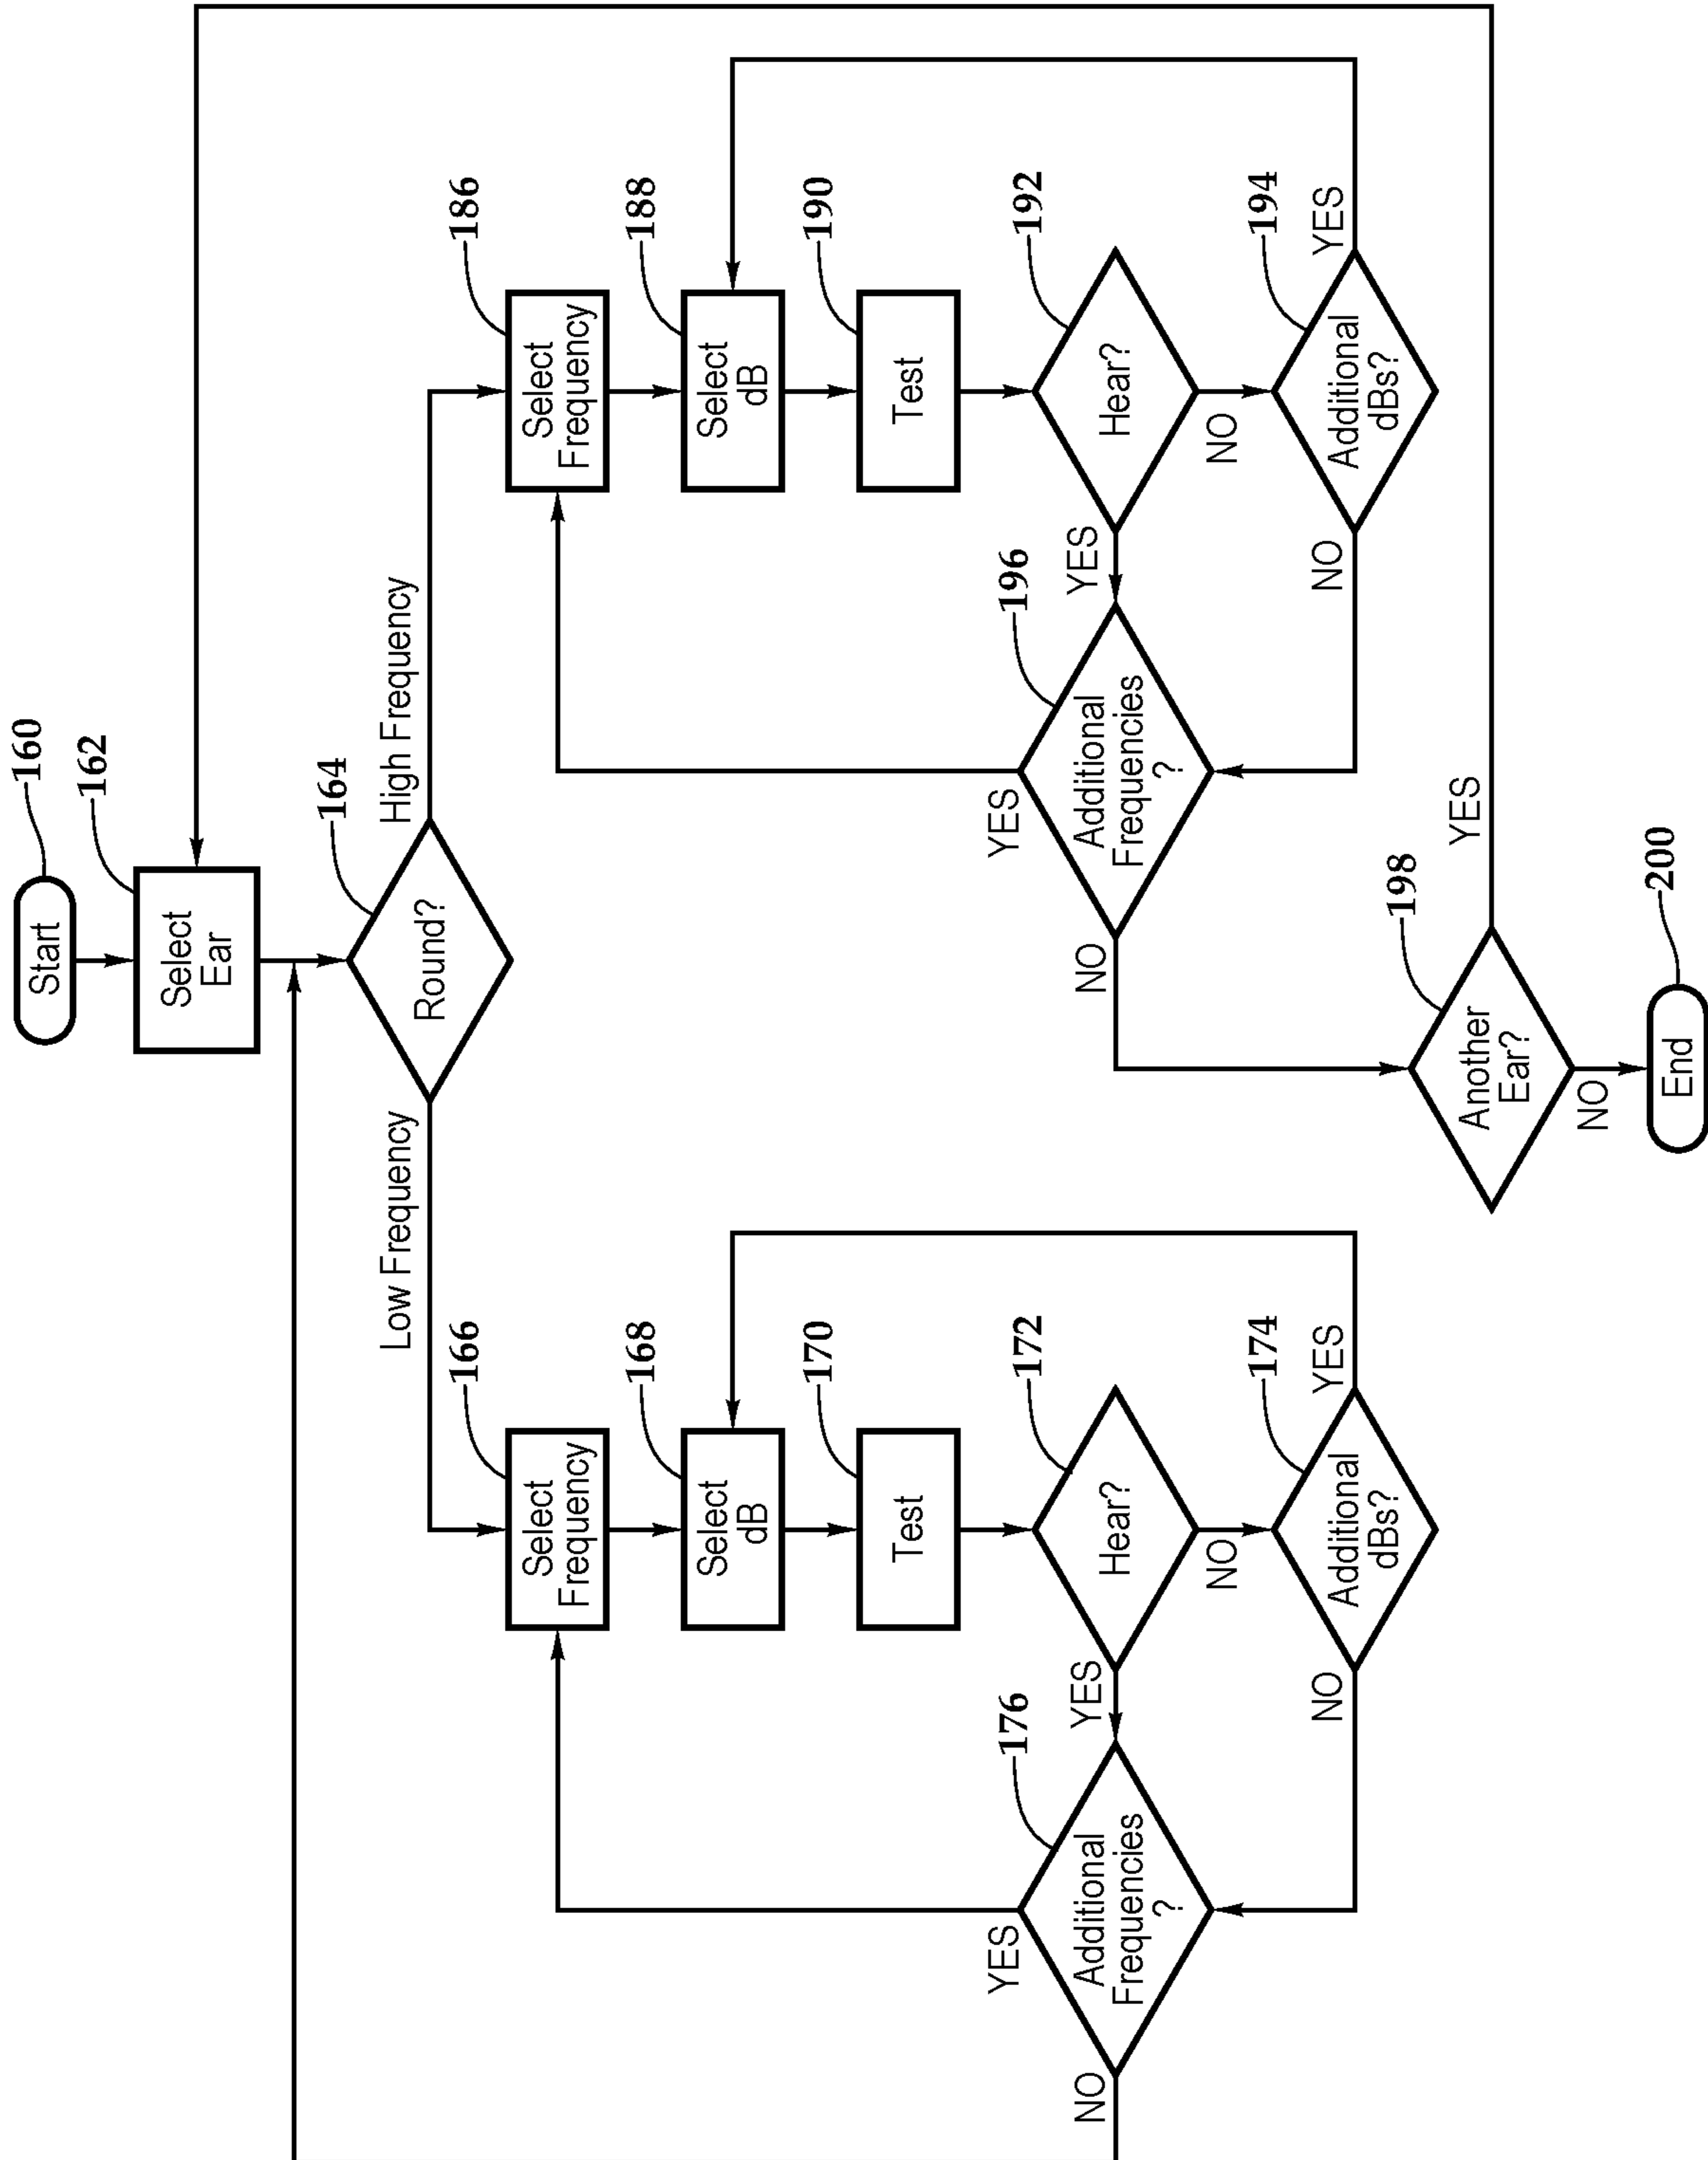 Start
160
Select
Ear
162
Round?
164
Low Frequency
High Frequency
Select
Frequency
166
Select
dB
168
Test
170
Hear?
172
YES
NO
Additional
dBs?
174
YES
NO
Additional
Frequencies
?
176
YES
NO
Select
Frequency
186
Select
dB
188
Test
190
Hear?
192
YES
NO
Additional
dBs?
194
YES
NO
Additional
Frequencies
?
196
YES
NO
Another
Ear?
198
YES
NO
End
200